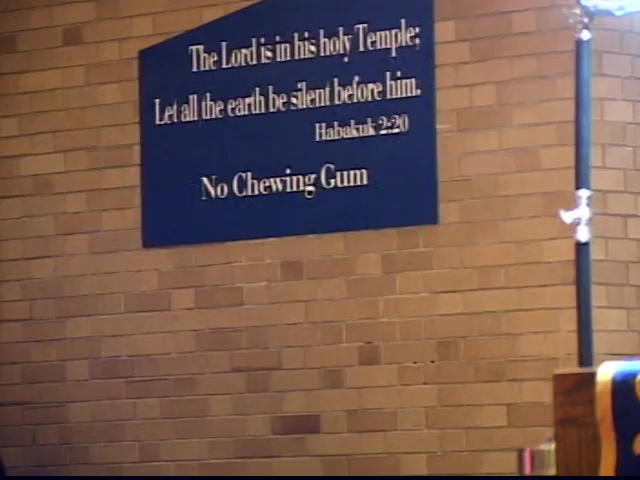 The Lord is in his holy Temple;
Let all the earth be silent before him.
Habakuk 2:20
No Chewing Gum